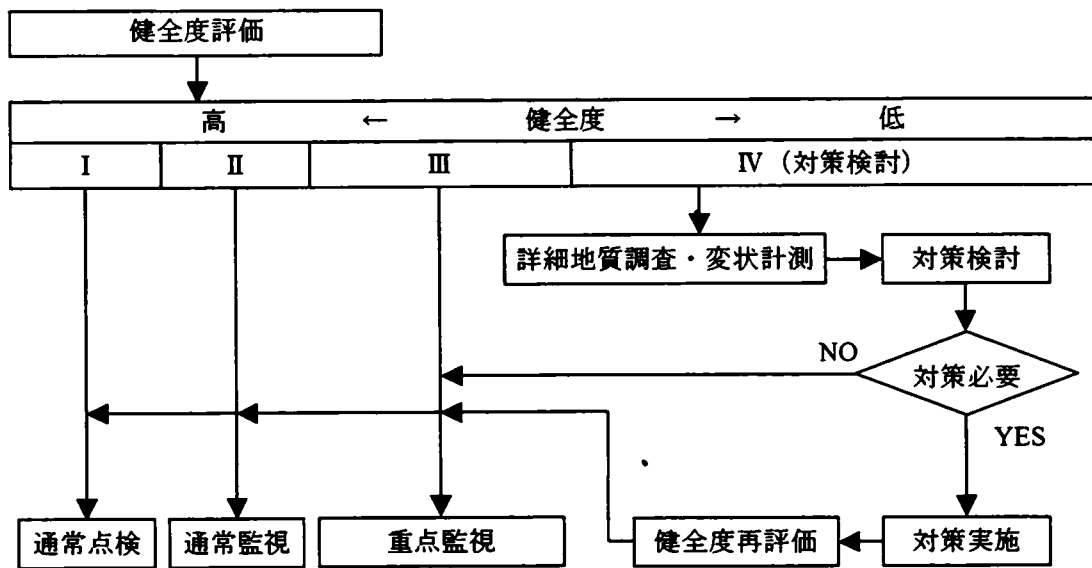 健全度評価
高 ← 健全度 → 低
Ⅰ Ⅱ Ⅲ Ⅳ（対策検討）
詳細地質調査・変状計測 対策検討
NO 対策必要
YES
通常点検 通常監視 重点監視 健全度再評価 対策実施